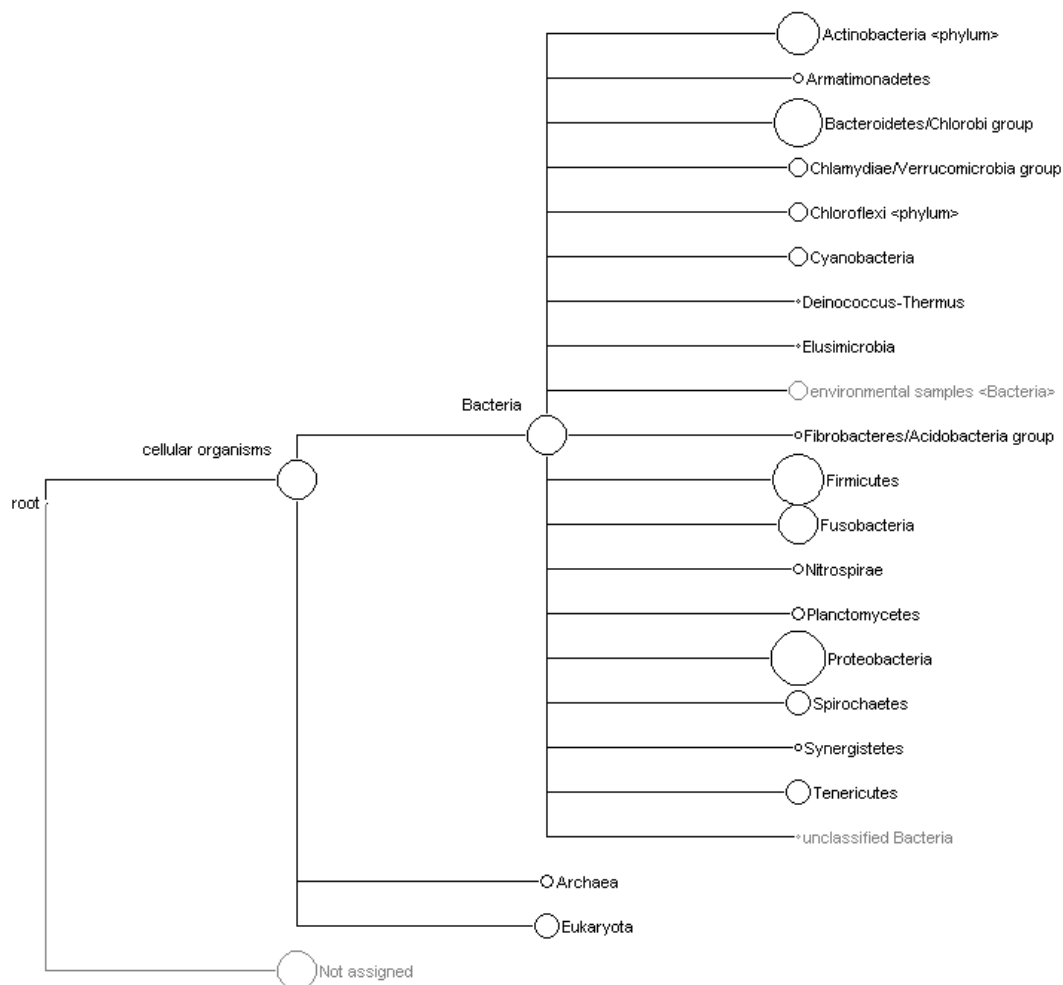 Actinobacteria <phylum>
Armatimonadetes
Bacteroidetes/Chlorobi group
Chlamydiae/Verrucomicrobia group
Chloroflexi <phylum>
Cyanobacteria
Deinococcus-Thermus
Elusimicrobia
environmental samples <Bacteria>
Bacteria
Fibrobacteres/Acidobacteria group
cellular organisms
Firmicutes
root
Fusobacteria
Nitrospirae
Planctomycetes
Proteobacteria
Spirochaetes
Synergistetes
Tenericutes
unclassified Bacteria
Archaea
Eukaryota
Not assigned